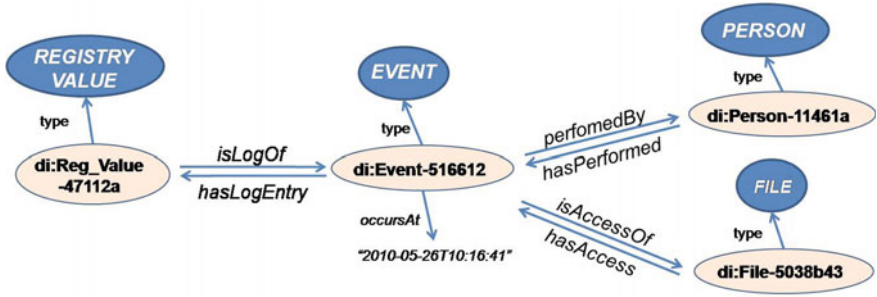 REGISTRY
VALUE
type
di:Reg_Value
-47112a
isLogOf
hasLogEntry
EVENT
type
di:Event-516612
occursAt
“2010-05-26T10:16:41”
perfomedBy
hasPerformed
isAccessOf
hasAccess
PERSON
type
di:Person-11461a
FILE
type
di:File-5038b43